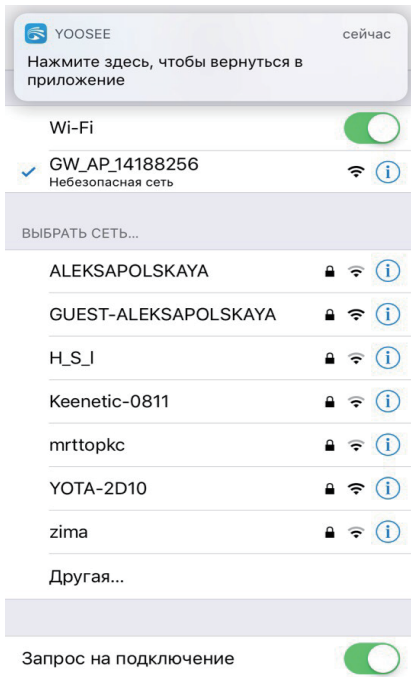 YOOSEE
сейчас
Нажмите здесь, чтобы вернуться в
приложение
Wi-Fi
GW_AP_14188256
Небезопасная сеть
ВЫБРАТЬ СЕТЬ...
ALEKSAPOLSKAYA
GUEST-ALEKSAPOLSKAYA
H_S_I
Keenetic-0811
mrttopkc
YOTA-2D10
zima
Другая...
Запрос на подключение